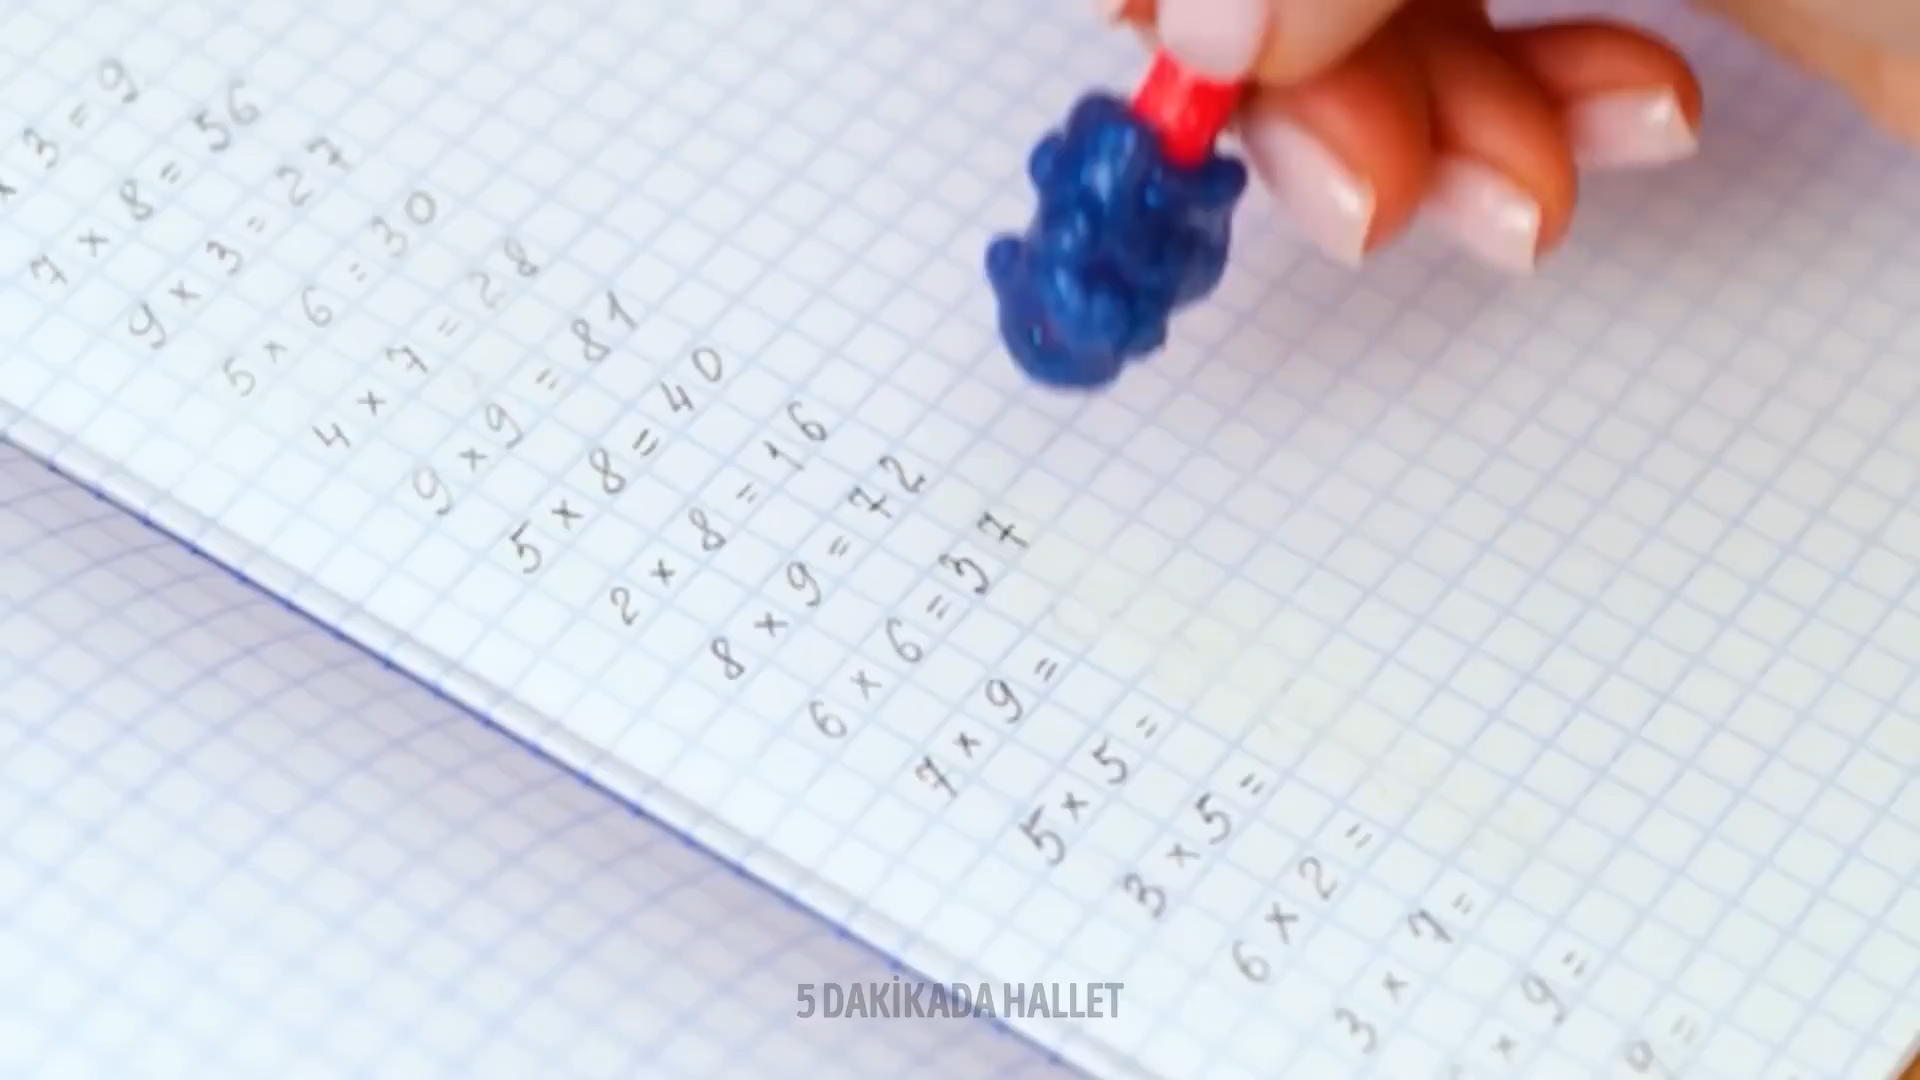 x 3 = 9
7 x 8 = 56
9 x 3 = 27
5 x 6 = 30
4 x 7 = 28
9 x 9 = 81
5 x 8 = 40
2 x 8 = 16
8 x 9 = 72
6 x 6 = 37
7 x 9 =
5 x 5 =
3 x 5 =
6 x 2 =
3 x 7 =
x 9 =
9 =
5 DAKİKADA HALLET